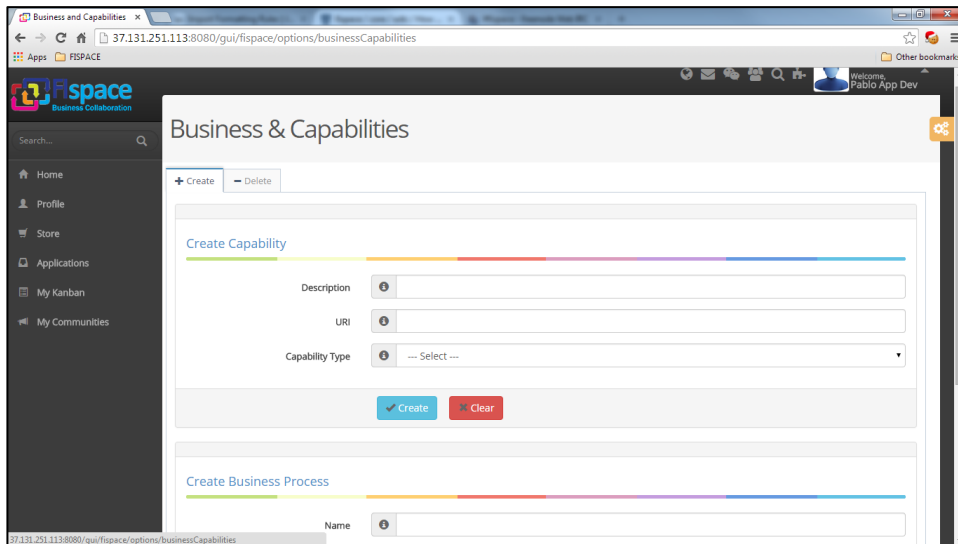 Business and Capabilities
37.131.251.113:8080/gui/fispace/options/businessCapabilities
Apps FISPACE Other bookmarks
FIspace
Business Collaboration
Welcome,
Pablo App Dev
Search...
Home
Profile
Store
Applications
My Kanban
My Communities
Business & Capabilities
Create Delete
Create Capability
Description
URI
Capability Type --- Select ---
Create Clear
Create Business Process
Name
37.131.251.113:8080/gui/fispace/options/businessCapabilities